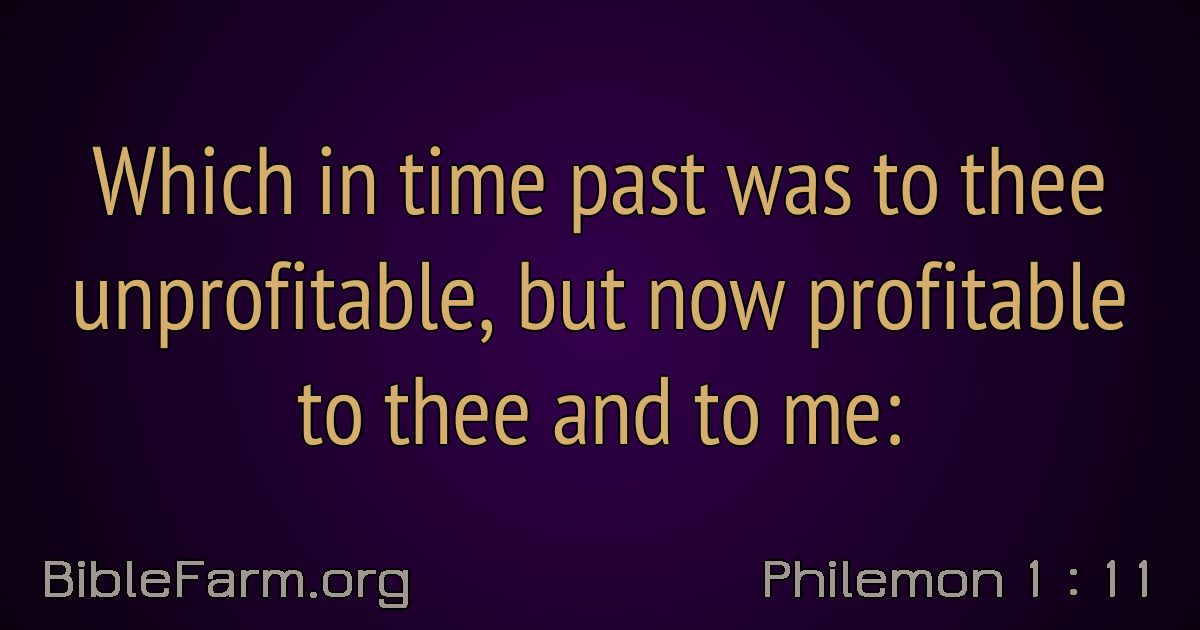 Which in time past was to thee
unprofitable, but now profitable
to thee and to me:
BibleFarm.org
Philemon 1 : 11